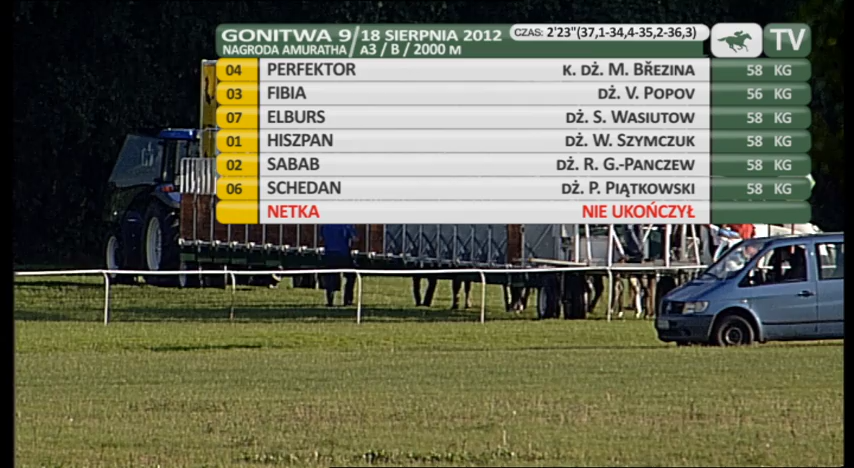 GONITWA 9/18 SIERPNIA 2012 CZAS: 2'23"(37,1-34,4-35,2-36,3) TV
NAGRODA AMURATHA/ A3 / B / 2000 M
04 PERFEKTOR K. DŻ. M. BŘEZINA 58 KG
03 FIBIA DŻ. V. POPOV 56 KG
07 ELBURS DŻ. S. WASIUTOW 58 KG
01 HISZPAN DŻ. W. SZYMCZUK 58 KG
02 SABAB DŻ. R. G.-PANCZEW 58 KG
06 SCHEDAN DŻ. P. PIĄTKOWSKI 58 KG
NETKA NIE UKOŃCZYŁ